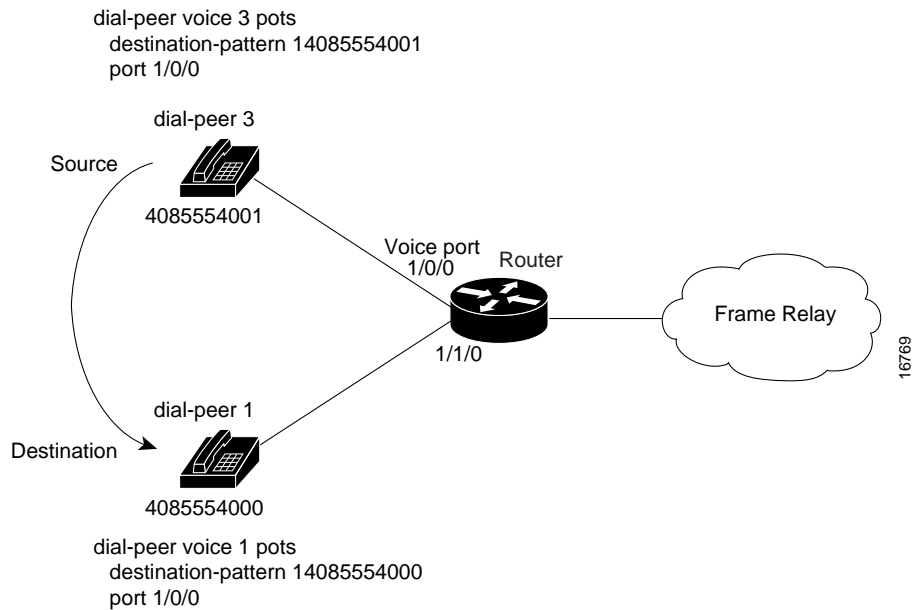 dial-peer voice 3 pots
destination-pattern 14085554001
port 1/0/0
dial-peer 3
Source
4085554001
Voice port
1/0/0
Router
Frame Relay
1/1/0
16769
dial-peer 1
Destination
4085554000
dial-peer voice 1 pots
destination-pattern 14085554000
port 1/0/0